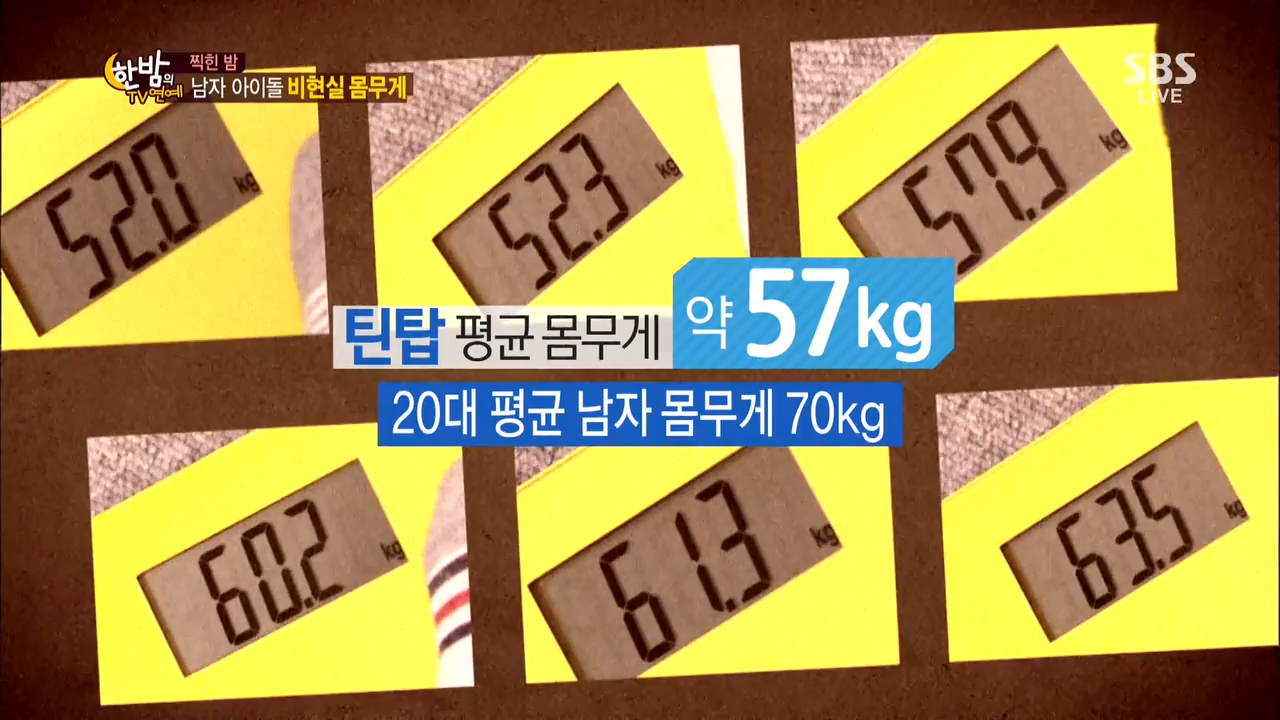 한밤의
TV연예
찍힌 밤
남자 아이돌 비현실 몸무게
SBS
LIVE
52.0 kg
52.3 kg
57.9 kg
틴탑 평균 몸무게 약 57kg
20대 평균 남자 몸무게 70kg
60.2 kg
61.3 kg
63.5 kg